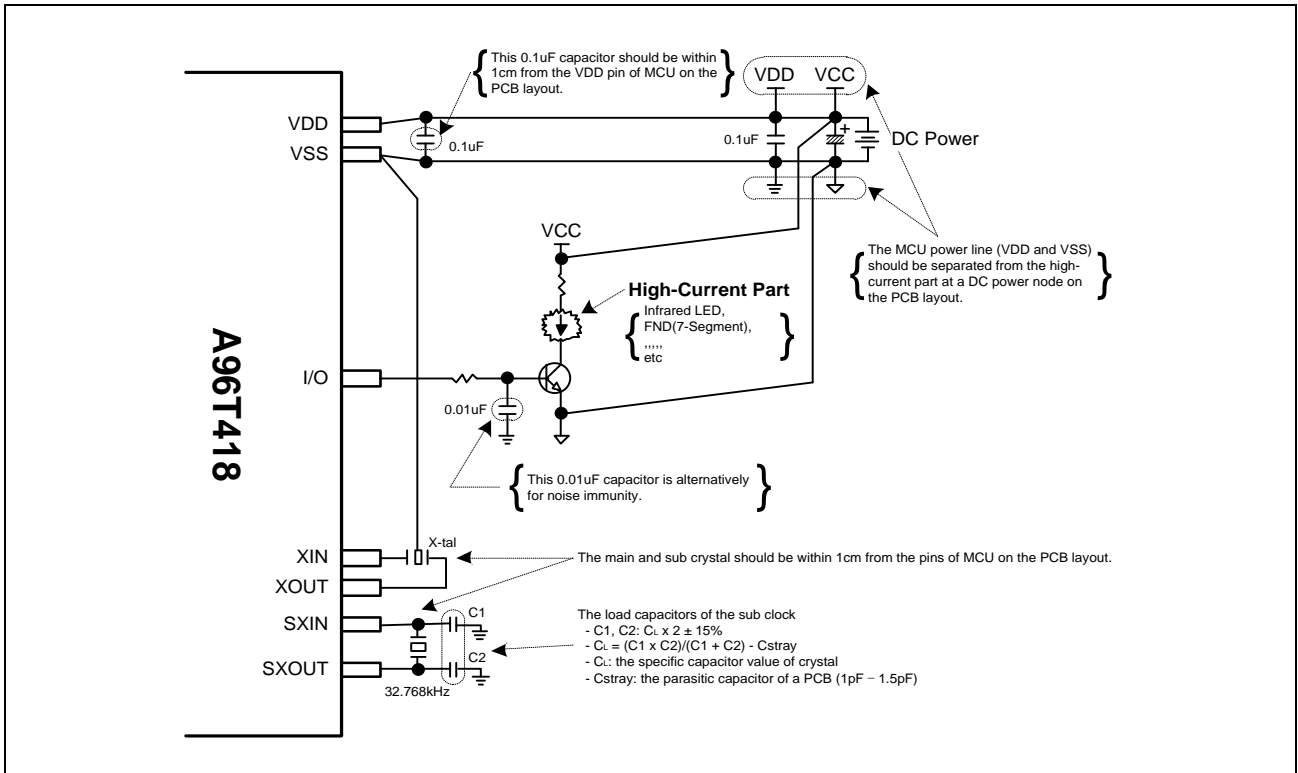 This 0.1uF capacitor should be within
1cm from the VDD pin of MCU on the
PCB layout.
VDD
VCC
VDD
0.1uF
0.1uF
+
DC Power
VSS
VCC
The MCU power line (VDD and VSS)
should be separated from the high-
current part at a DC power node on
the PCB layout.
High-Current Part
Infrared LED,
FND(7-Segment),
,,,,,
etc
A96T418
I/O
0.01uF
This 0.01uF capacitor is alternatively
for noise immunity.
X-tal
XIN
The main and sub crystal should be within 1cm from the pins of MCU on the PCB layout.
XOUT
SXIN
C1
The load capacitors of the sub clock
- C1, C2: CL x 2 ± 15%
- CL = (C1 x C2)/(C1 + C2) - Cstray
- CL: the specific capacitor value of crystal
- Cstray: the parasitic capacitor of a PCB (1pF – 1.5pF)
C2
SXOUT
32.768kHz